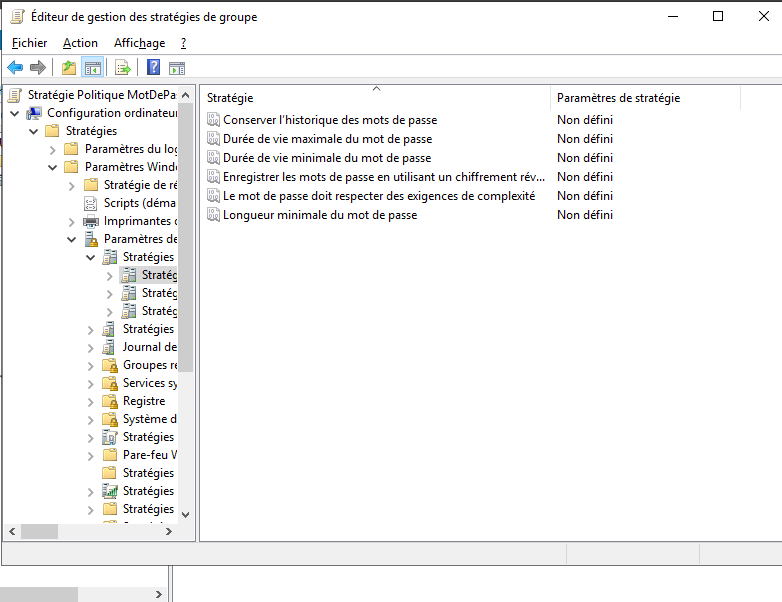 Éditeur de gestion des stratégies de groupe
Fichier Action Affichage ?
Stratégie Politique MotDePa
Configuration ordinateur
Stratégies
Paramètres du log
Paramètres Windo
Stratégie de ré
Scripts (démar
Imprimantes d
Paramètres de
Stratégies
Stratég
Stratég
Stratég
Stratégies
Journal de
Groupes re
Services sy
Registre
Système d
Stratégies
Pare-feu W
Stratégies
Stratégies
Stratégies
Stratégie Paramètres de stratégie
Conserver l'historique des mots de passe Non défini
Durée de vie maximale du mot de passe Non défini
Durée de vie minimale du mot de passe Non défini
Enregistrer les mots de passe en utilisant un chiffrement rév... Non défini
Le mot de passe doit respecter des exigences de complexité Non défini
Longueur minimale du mot de passe Non défini